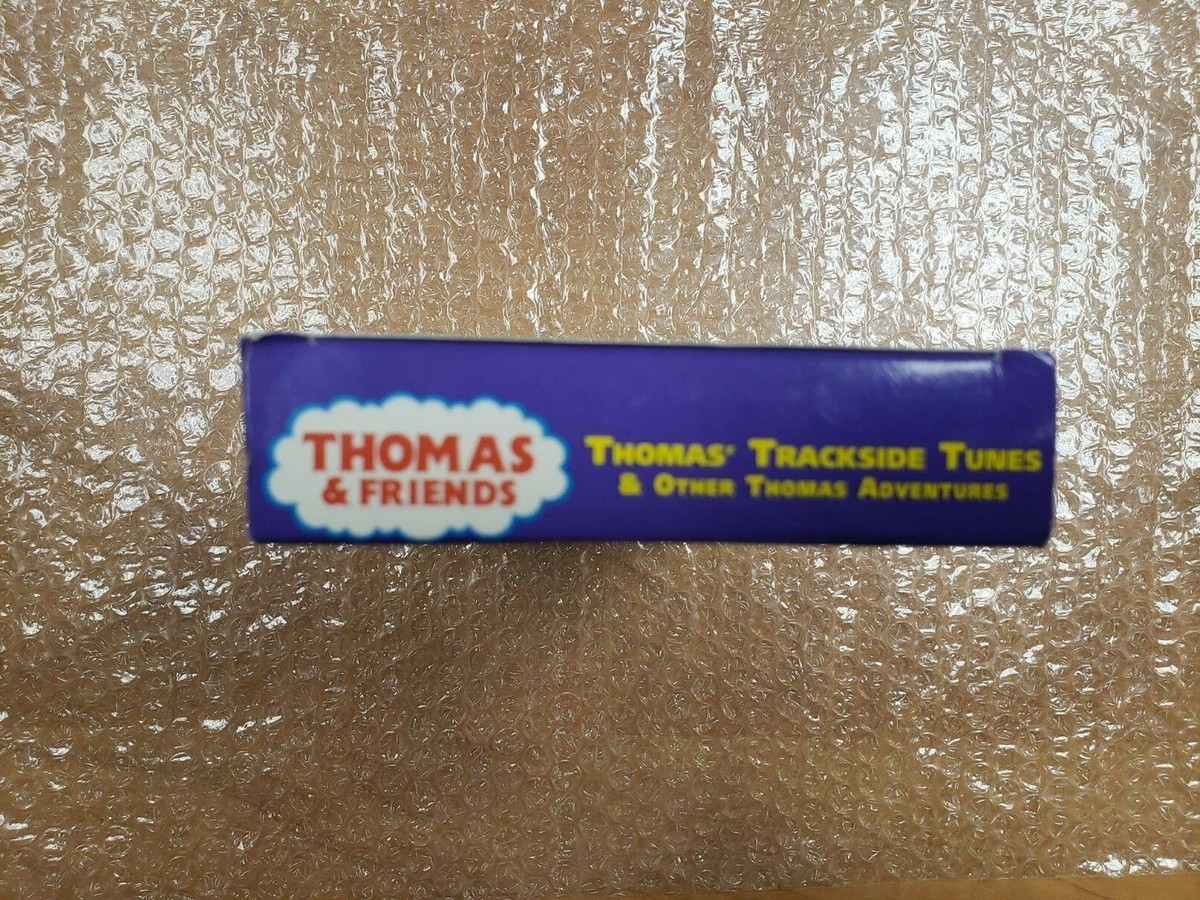 THOMAS
& FRIENDS
THOMAS' TRACKSIDE TUNES
& OTHER THOMAS ADVENTURES